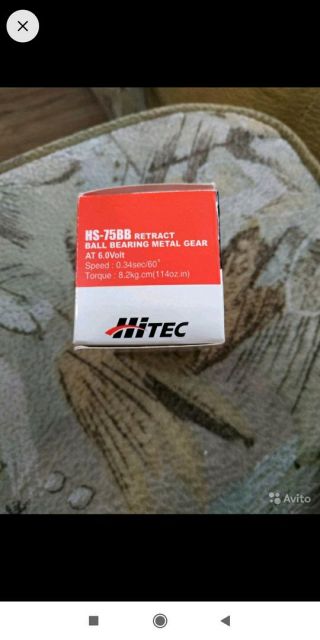 HS-75BB RETRACT
BALL BEARING METAL GEAR
AT 6.0Volt
Speed : 0.34sec/60°
Torque : 8.2kg.cm(114oz.in)
HiTEC
Avito